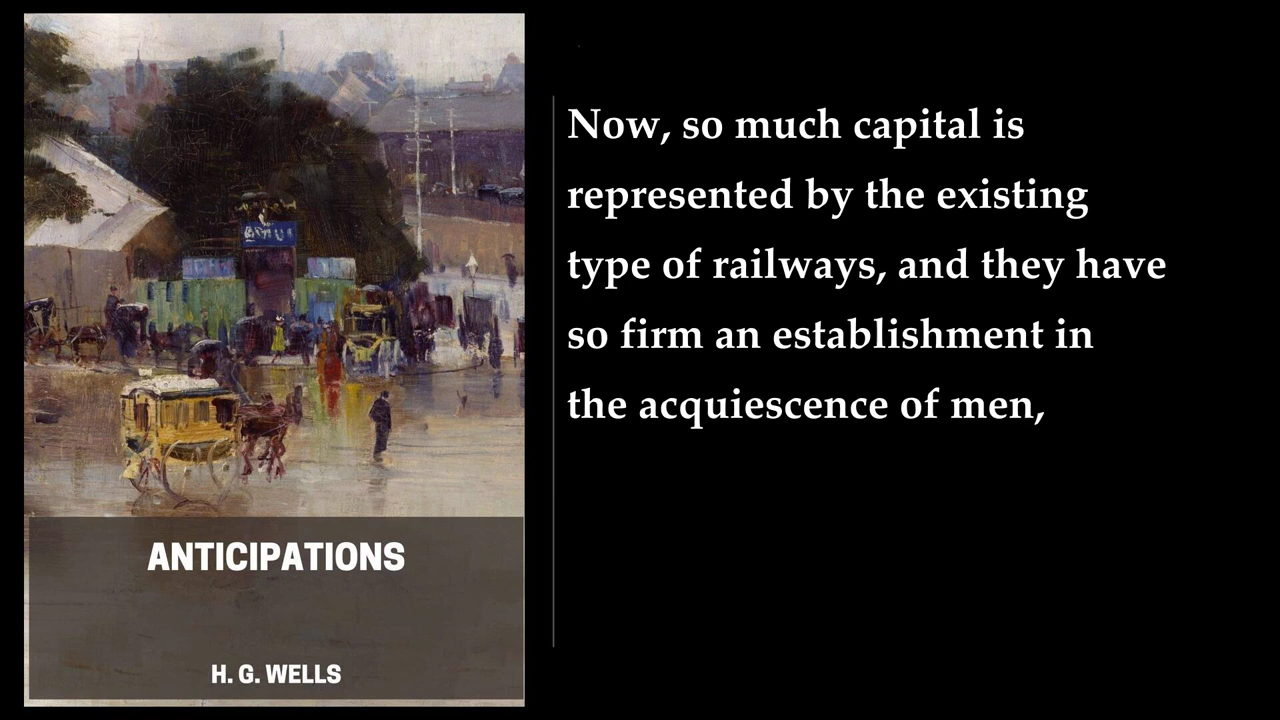 ANTICIPATIONS
H. G. WELLS
Now, so much capital is
represented by the existing
type of railways, and they have
so firm an establishment in
the acquiescence of men,